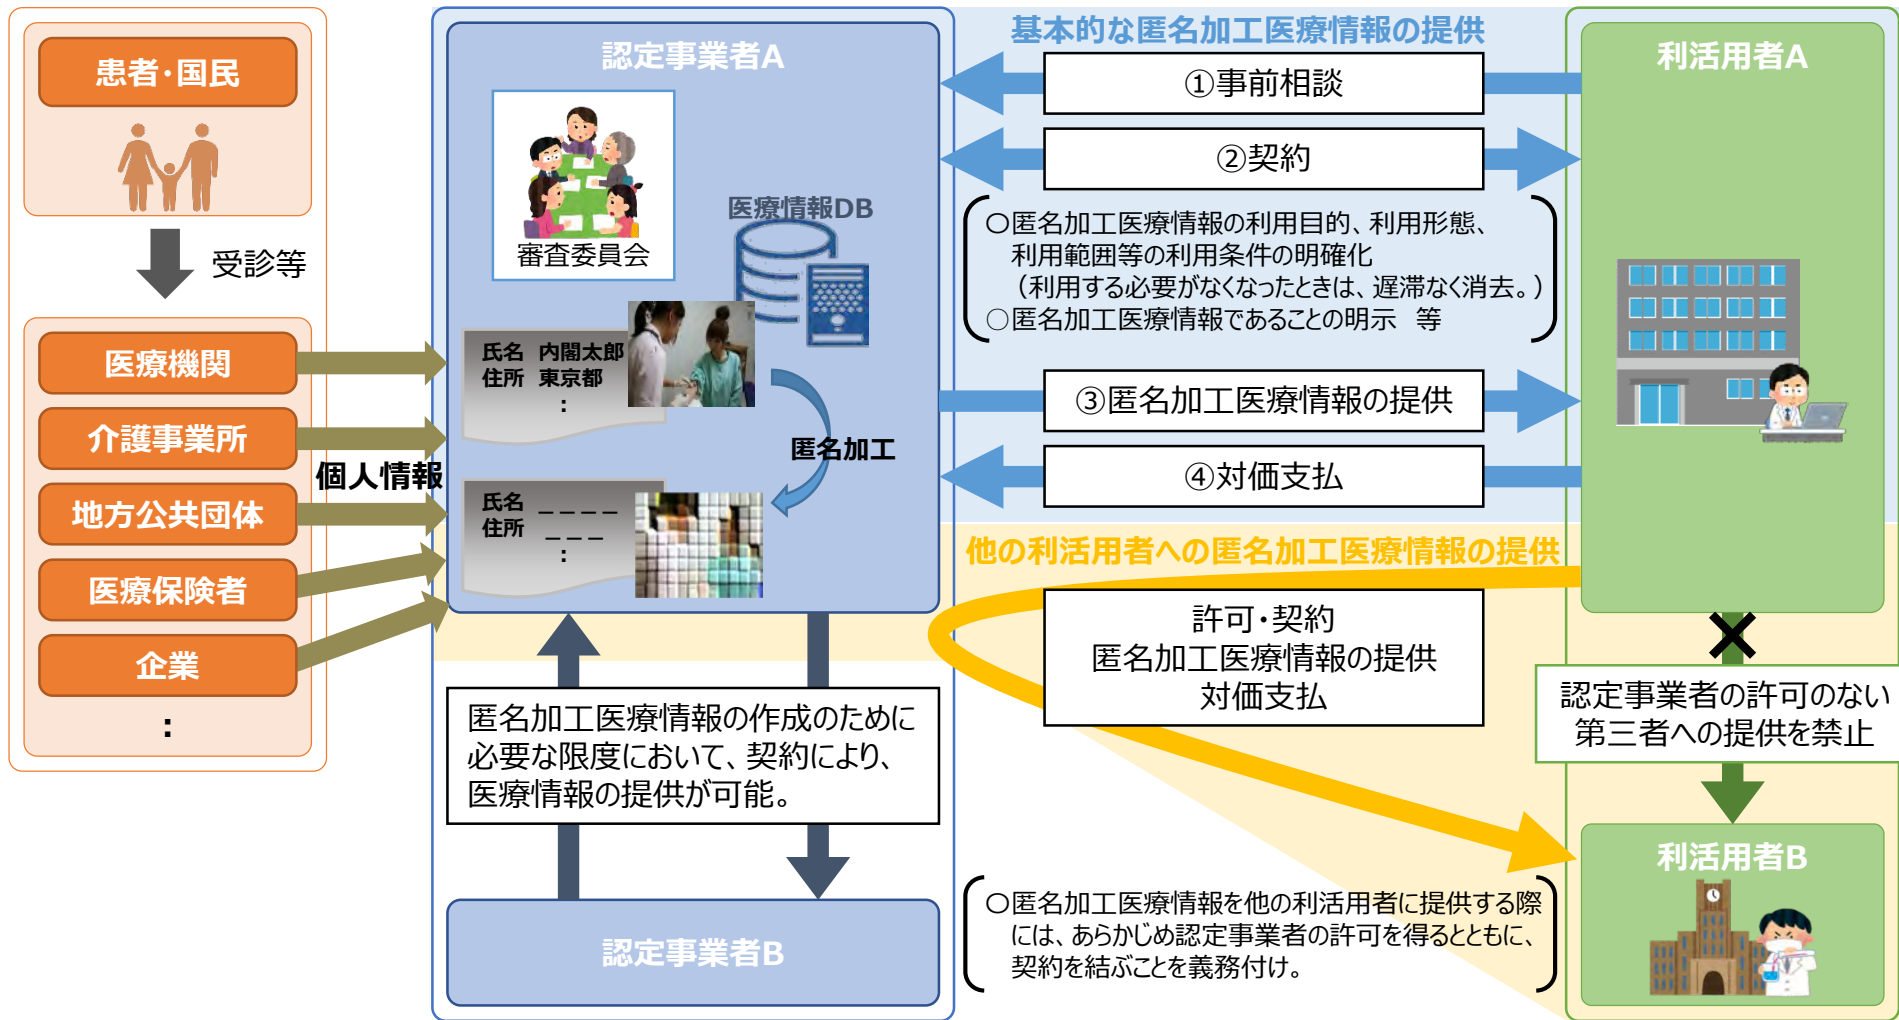 患者・国民
受診等
医療機関
介護事業所
地方公共団体
医療保険者
企業
:
個人情報
認定事業者A
審査委員会
医療情報DB
氏名 内閣太郎
住所 東京都
:
匿名加工
氏名 ＿＿＿＿
住所 ＿＿＿
:
匿名加工医療情報の作成のために
必要な限度において、契約により、
医療情報の提供が可能。
認定事業者B
基本的な匿名加工医療情報の提供
①事前相談
②契約
○匿名加工医療情報の利用目的、利用形態、
利用範囲等の利用条件の明確化
（利用する必要がなくなったときは、遅滞なく消去。）
○匿名加工医療情報であることの明示 等
③匿名加工医療情報の提供
④対価支払
他の利活用者への匿名加工医療情報の提供
許可・契約
匿名加工医療情報の提供
対価支払
○匿名加工医療情報を他の利活用者に提供する際
には、あらかじめ認定事業者の許可を得るとともに、
契約を結ぶことを義務付け。
利活用者A
認定事業者の許可のない
第三者への提供を禁止
利活用者B